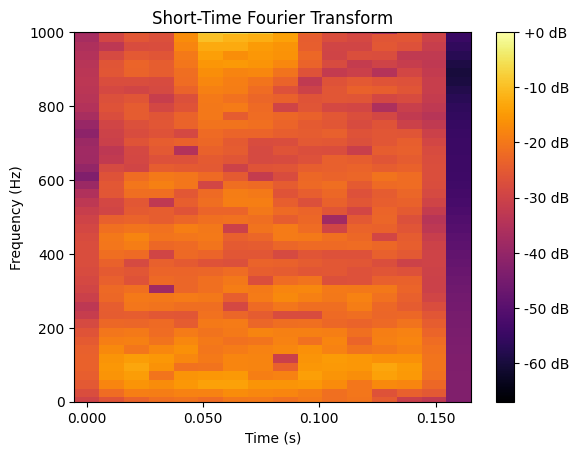 Short-Time Fourier Transform
1000
800
600
400
200
0
Frequency (Hz)
0.000
0.050
0.100
0.150
Time (s)
+0 dB
-10 dB
-20 dB
-30 dB
-40 dB
-50 dB
-60 dB